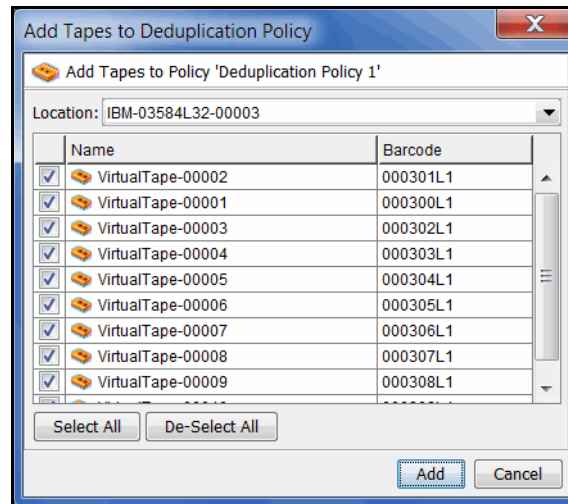 Add Tapes to Deduplication Policy
Add Tapes to Policy 'Deduplication Policy 1'
Location: IBM-03584L32-00003
Name Barcode
VirtualTape-00002 000301L1
VirtualTape-00001 000300L1
VirtualTape-00003 000302L1
VirtualTape-00004 000303L1
VirtualTape-00005 000304L1
VirtualTape-00006 000305L1
VirtualTape-00007 000306L1
VirtualTape-00008 000307L1
VirtualTape-00009 000308L1
Select All De-Select All
Add Cancel